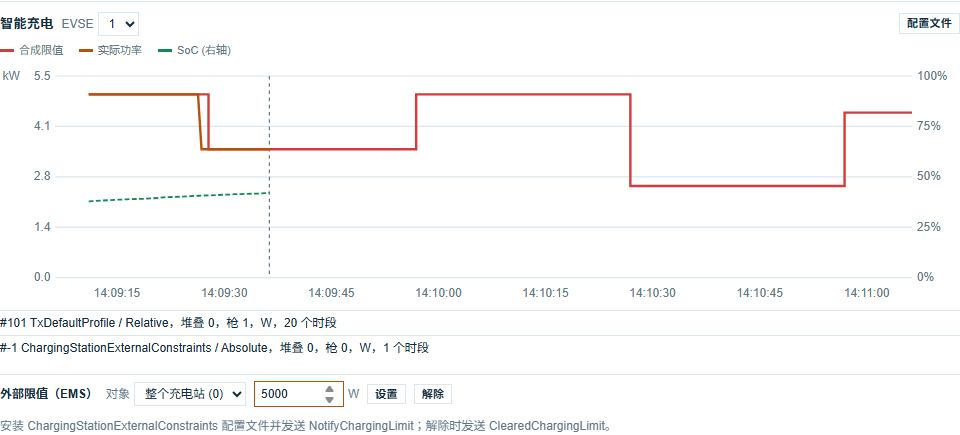 智能充电 EVSE 1 配置文件
合成限值 实际功率 SoC (右轴)
kW 5.5 100%
4.1 75%
2.8 50%
1.4 25%
0.0 0%
14:09:15 14:09:30 14:09:45 14:10:00 14:10:15 14:10:30 14:10:45 14:11:00
#101 TxDefaultProfile / Relative，堆叠 0，枪 1，W，20 个时段
#-1 ChargingStationExternalConstraints / Absolute，堆叠 0，枪 0，W，1 个时段
外部限值（EMS） 对象 整个充电站 (0) 5000 W 设置 解除
安装 ChargingStationExternalConstraints 配置文件并发送 NotifyChargingLimit；解除时发送 ClearedChargingLimit。